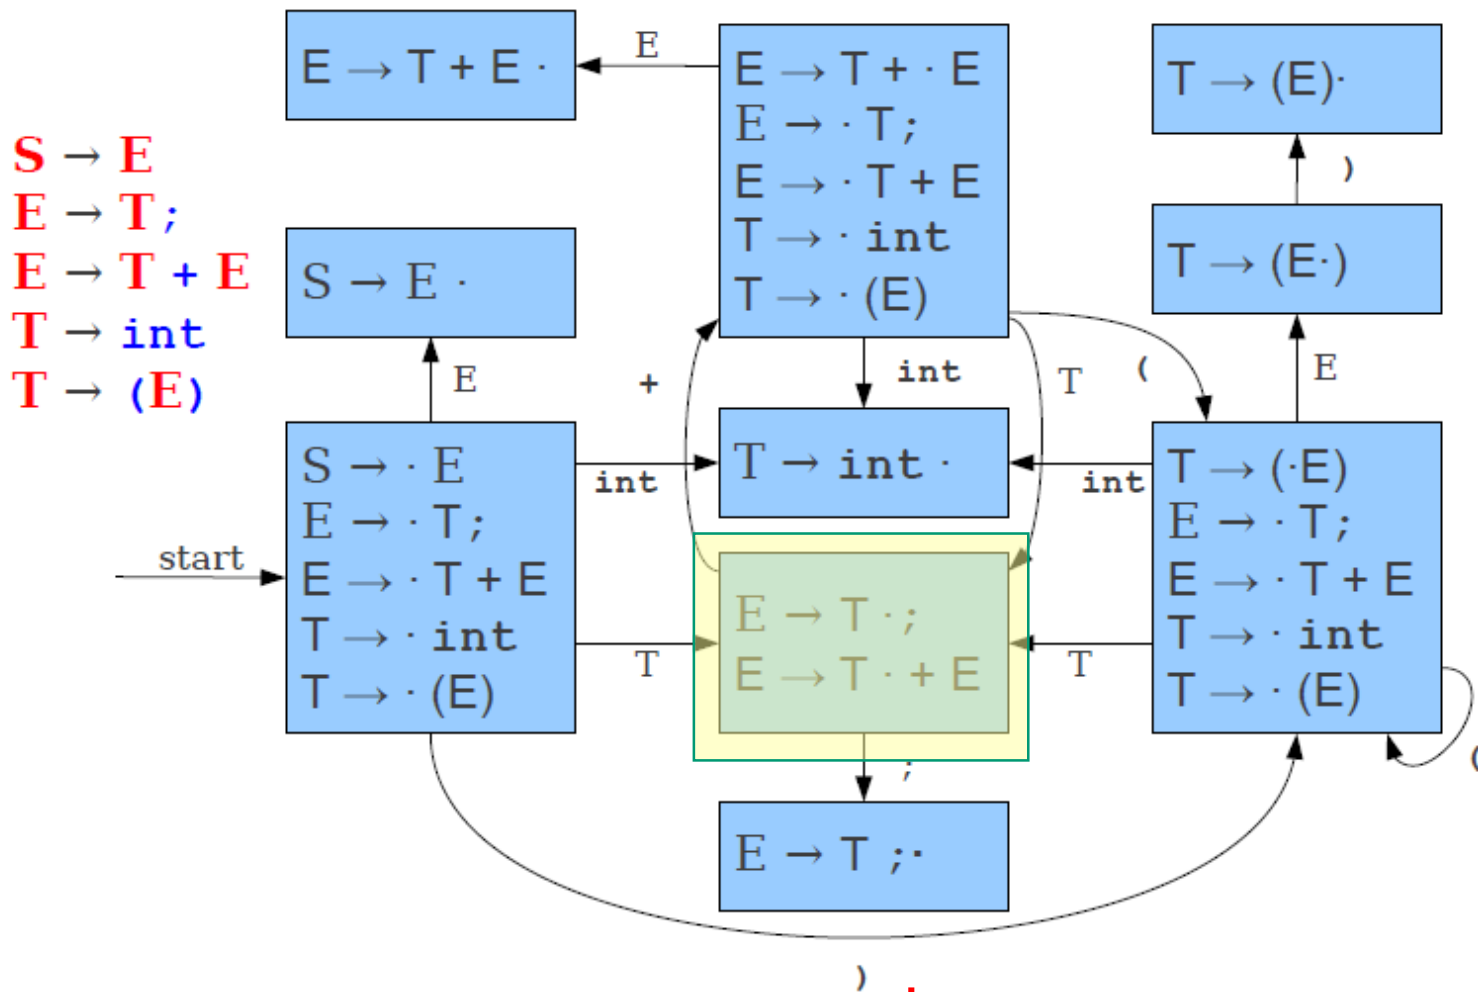 S → E
E → T ;
E → T + E
T → int
T → (E)
E → T + E ·
E
E → T + · E
E → · T ;
E → · T + E
T → · int
T → · (E)
T → (E)·
)
T → (E·)
S → E ·
E
+
int
T
(
E
start
S → · E
E → · T ;
E → · T + E
T → · int
T → · (E)
int
T → int ·
int
T → (·E)
E → · T ;
E → · T + E
T → · int
T → · (E)
T
E → T · ;
E → T · + E
T
(
;
E → T ;·
)